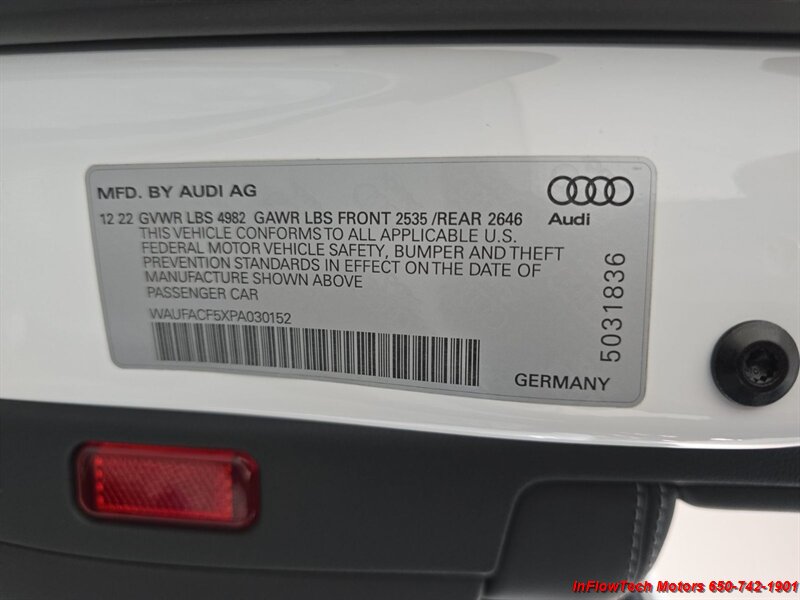 MFD. BY AUDI AG
Audi
12 22 GVWR LBS 4982 GAWR LBS FRONT 2535 /REAR 2646
THIS VEHICLE CONFORMS TO ALL APPLICABLE U.S.
FEDERAL MOTOR VEHICLE SAFETY, BUMPER AND THEFT
PREVENTION STANDARDS IN EFFECT ON THE DATE OF
MANUFACTURE SHOWN ABOVE
PASSENGER CAR
WAUFACF5XPA030152
5031836
GERMANY
InFlowTech Motors 650-742-1901